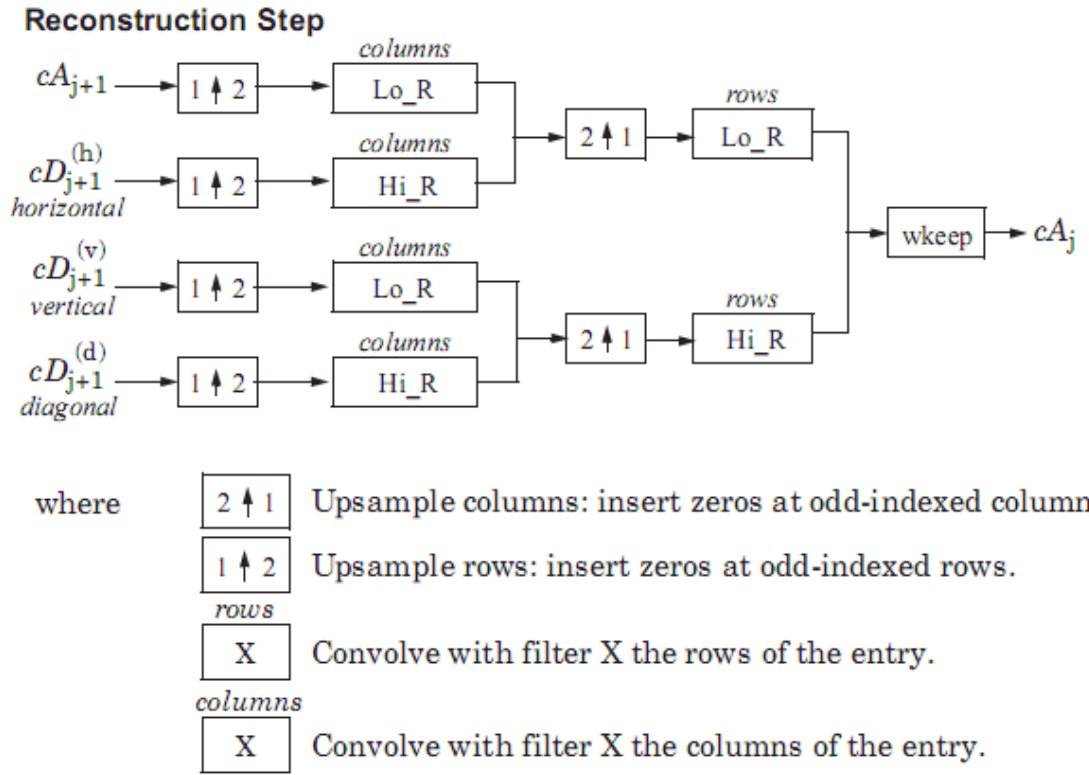 Reconstruction Step
columns
cA j+1 1 ↑ 2 Lo_R
rows
2 ↑ 1 Lo_R
columns
cD j+1 (h) 1 ↑ 2 Hi_R
horizontal
wkeep cA j
columns
cD j+1 (v) 1 ↑ 2 Lo_R
vertical
rows
2 ↑ 1 Hi_R
columns
cD j+1 (d) 1 ↑ 2 Hi_R
diagonal
where 2 ↑ 1 Upsample columns: insert zeros at odd-indexed column
1 ↑ 2 Upsample rows: insert zeros at odd-indexed rows.
rows
X Convolve with filter X the rows of the entry.
columns
X Convolve with filter X the columns of the entry.